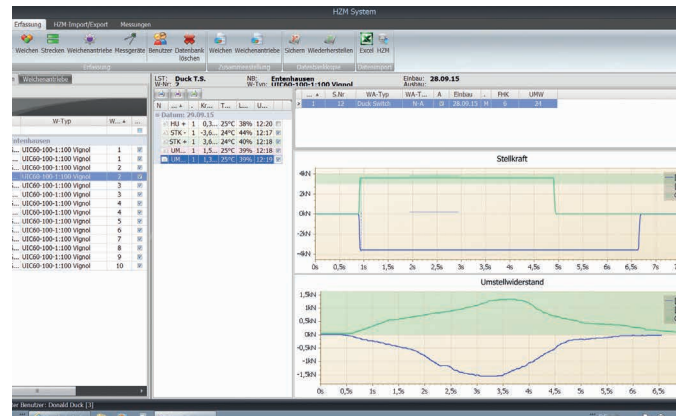 HZM System
Erfassung HZM-Import/Export Messungen
Weichen Strecken Weichenantriebe Messgeräte Benutzer Datenbank löschen Weichen Weichenantriebe Sichern Wiederherstellen Excel HZM
Erfassung Zusammenstellung Datenbankkopie Datenimport
Weichenantriebe
LST: Duck T.S. NB: Entenhausen Einbau: 28.09.15
W-Nr: 2 W-Typ: UIC60-100-1:100 Vignol Ausbau:
W-Typ W...
N ... Kr... T... L... U...
Datum: 29.09.15
HU + 0,3... 25°C 38% 12:20
STK - -3,6... 24°C 44% 12:17
STK + 3,6... 24°C 40% 12:18
UM... 1,5... 25°C 39% 12:18
UM... 1,3... 25°C 39% 12:19
... S.Nr WA-Typ WA-T... A Einbau . FHK UMW
1 12 Duck Switch N-A 28.09.15 M 6 24
Entenhausen
UIC60-100-1:100 Vignol 1
UIC60-100-1:100 Vignol 1
UIC60-100-1:100 Vignol 2
UIC60-100-1:100 Vignol 2
UIC60-100-1:100 Vignol 3
UIC60-100-1:100 Vignol 3
UIC60-100-1:100 Vignol 4
UIC60-100-1:100 Vignol 4
UIC60-100-1:100 Vignol 5
UIC60-100-1:100 Vignol 6
UIC60-100-1:100 Vignol 7
UIC60-100-1:100 Vignol 8
UIC60-100-1:100 Vignol 9
UIC60-100-1:100 Vignol 10
Stellkraft
4kN
2kN
0kN
-2kN
-4kN
0s 0,5s 1s 1,5s 2s 2,5s 3s 3,5s 4s 4,5s 5s 5,5s 6s 6,5s 7s
Umstellwiderstand
1,5kN
1kN
0,5kN
0kN
-0,5kN
-1kN
-1,5kN
0s 0,5s 1s 1,5s 2s 2,5s 3s 3,5s 4s 4,5s 5s 5,5s 6s 6,5s
er Benutzer: Donald Duck [3]